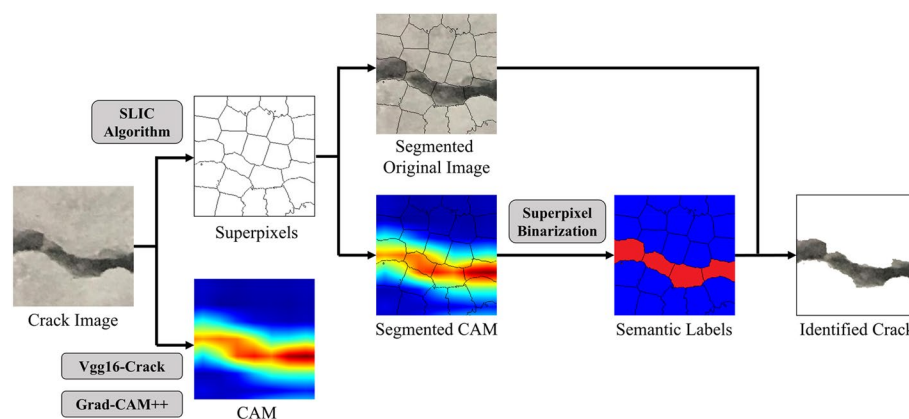 SLIC
Algorithm
Segmented
Original Image
Superpixels
Superpixel
Binarization
Crack Image
Segmented CAM
Semantic Labels
Identified Crack
Vgg16-Crack
Grad-CAM++
CAM